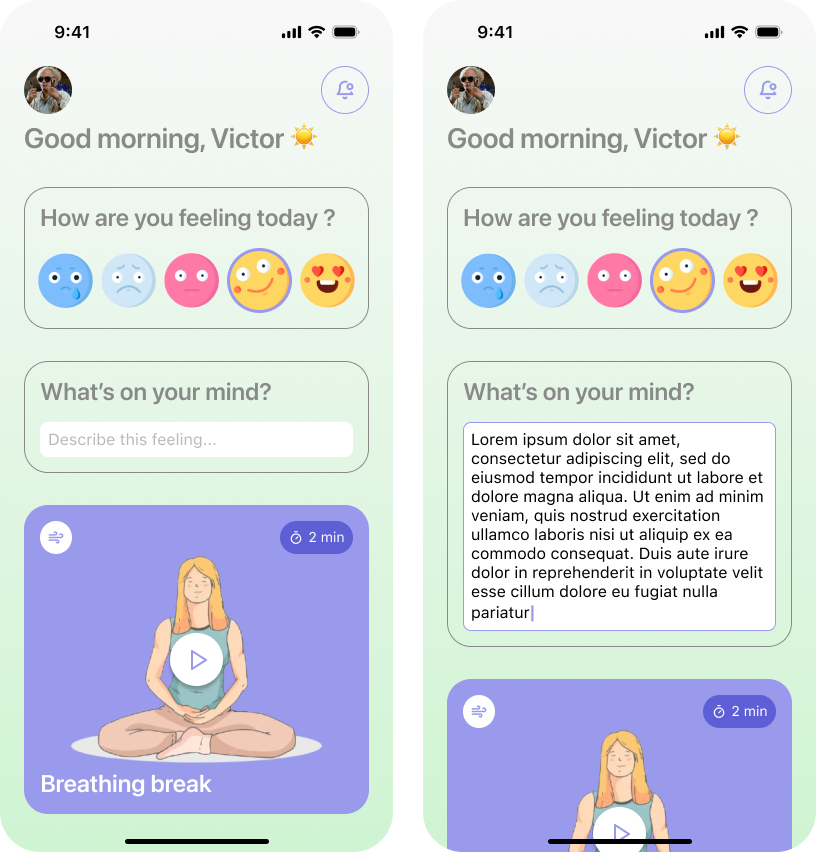 9:41
Good morning, Victor ☀️
How are you feeling today ?
What’s on your mind?
Describe this feeling...
2 min
Breathing break
9:41
Good morning, Victor ☀️
How are you feeling today ?
What’s on your mind?
Lorem ipsum dolor sit amet,
consectetur adipiscing elit, sed do
eiusmod tempor incididunt ut labore et
dolore magna aliqua. Ut enim ad minim
veniam, quis nostrud exercitation
ullamco laboris nisi ut aliquip ex ea
commodo consequat. Duis aute irure
dolor in reprehenderit in voluptate velit
esse cillum dolore eu fugiat nulla
pariatur
2 min